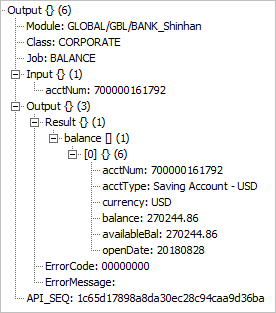 Output {} (6)
Module: GLOBAL/GBL/BANK_Shinhan
Class: CORPORATE
Job: BALANCE
Input {} (1)
acctNum: 700000161792
Output {} (3)
Result {} (1)
balance [] (1)
[0] {} (6)
acctNum: 700000161792
acctType: Saving Account - USD
currency: USD
balance: 270244.86
availableBal: 270244.86
openDate: 20180828
ErrorCode: 00000000
ErrorMessage:
API_SEQ: 1c65d17898a8da30ec28c94caa9d36ba